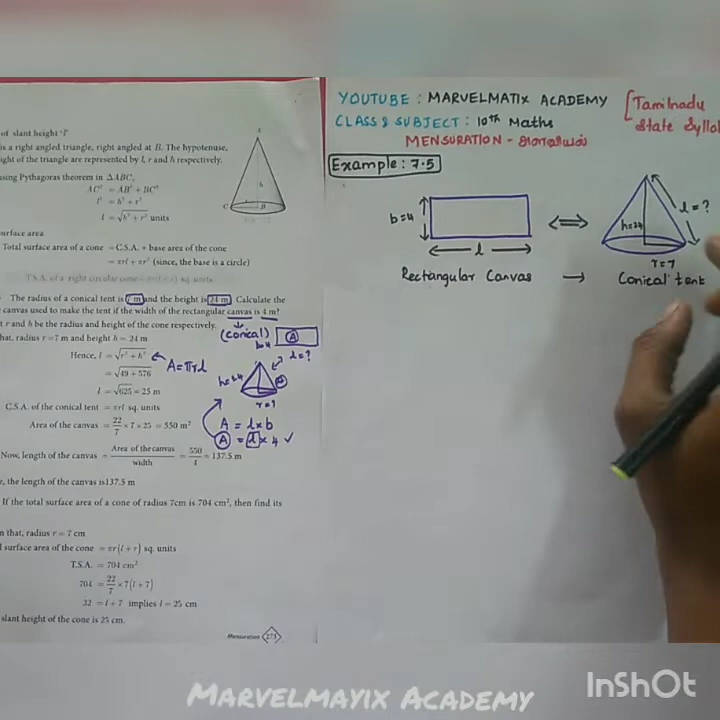 of slant height 'l'
is a right angled triangle, right angled at B. The hypotenuse,
ight of the triangle are represented by l, r and h respectively.
using Pythagoras theorem in ΔABC,
AC² = AB² + BC²
l² = h² + r²
l = √h² + r² units
A
h
C
B
r
urface area
Total surface area of a cone = C.S.A. + base area of the cone
= πrl + πr² (since, the base is a circle)
T.S.A. of a right circular cone = πr(l + r) sq. units
The radius of a conical tent is 7 m and the height is 24 m. Calculate the
canvas used to make the tent if the width of the rectangular canvas is 4 m?
t r and h be the radius and height of the cone respectively.
hat, radius r = 7 m and height h = 24 m
Hence, l = √r² + h²
= √49 + 576
l = √625 = 25 m
C.S.A. of the conical tent = πrl sq. units
Area of the canvas = 22/7 × 7 × 25 = 550 m²
Now, length of the canvas = Area of the canvas/width = 550/4 = 137.5 m
e, the length of the canvas is 137.5 m
If the total surface area of a cone of radius 7cm is 704 cm², then find its
n that, radius r = 7 cm
l surface area of the cone = πr(l + r) sq. units
T.S.A. = 704 cm²
704 = 22/7 × 7(l + 7)
32 = l + 7 implies l = 25 cm
slant height of the cone is 25 cm.
Mensuration 271
(conical)
b=4
A
A = πrl
l=?
h=24
r=7
A = l×b
A = l × 4 ✓
YOUTUBE : MARVELMATIX ACADEMY
CLASS & SUBJECT : 10th Maths
[Tamilnadu
State Syllab
MENSURATION - அளவியல்
Example : 7.5
b=4
l
l=?
h=24
r=7
Rectangular Canvas → Conical tent
MARVELMAYIX ACADEMY
InShOt